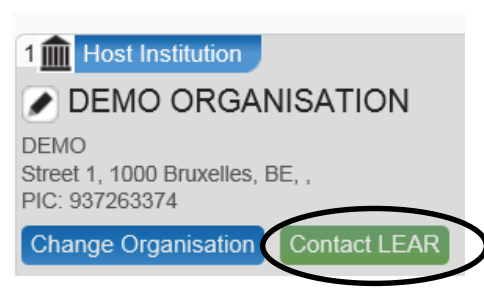 1 Host Institution
DEMO ORGANISATION
DEMO
Street 1, 1000 Bruxelles, BE, ,
PIC: 937263374
Change Organisation Contact LEAR